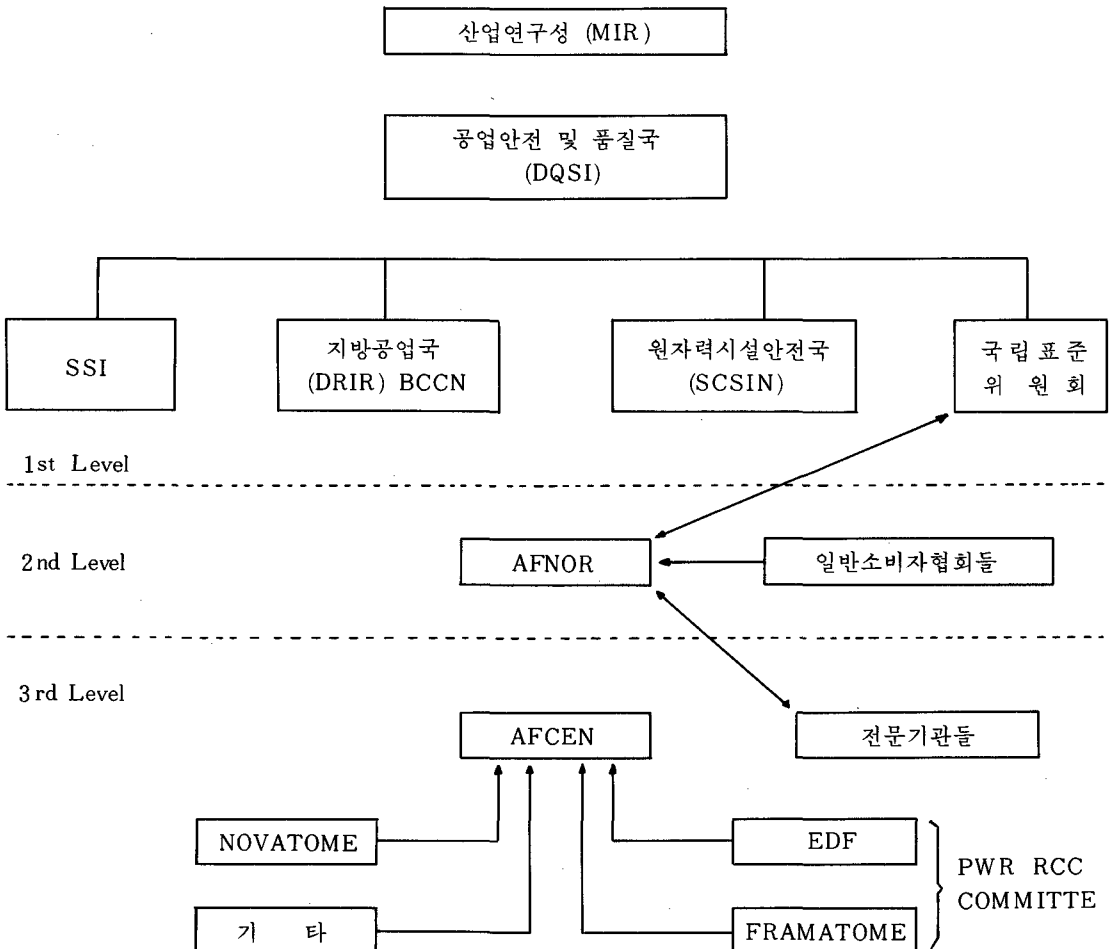 산업연구성 (MIR)
공업안전 및 품질국
(DQSI)
SSI
지방공업국
(DRIR) BCCN
원자력시설안전국
(SCSIN)
국립표준
위 원 회
1st Level
2nd Level
AFNOR
일반소비자협회들
3rd Level
AFCEN
전문기관들
NOVATOME
EDF
PWR RCC
COMMITTE
기 타
FRAMATOME